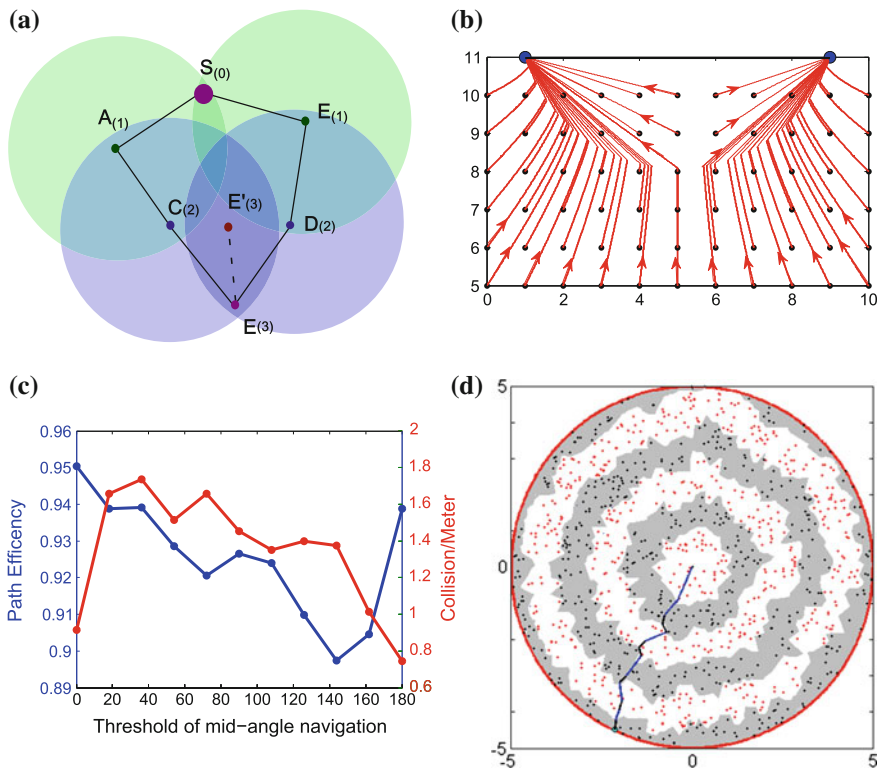 (a)
S(0)
A(1)
E(1)
C(2)
E'(3)
D(2)
E(3)
(b)
11
10
9
8
7
6
5
0 2 4 6 8 10
(c)
0.96
0.95
0.94
0.93
0.92
0.91
0.9
0.89
Path Efficency
2
1.8
1.6
1.4
1.2
1
0.8
0.6
Collision/Meter
0 20 40 60 80 100 120 140 160 180
Threshold of mid−angle navigation
(d)
5
0
-5
-5 0 5